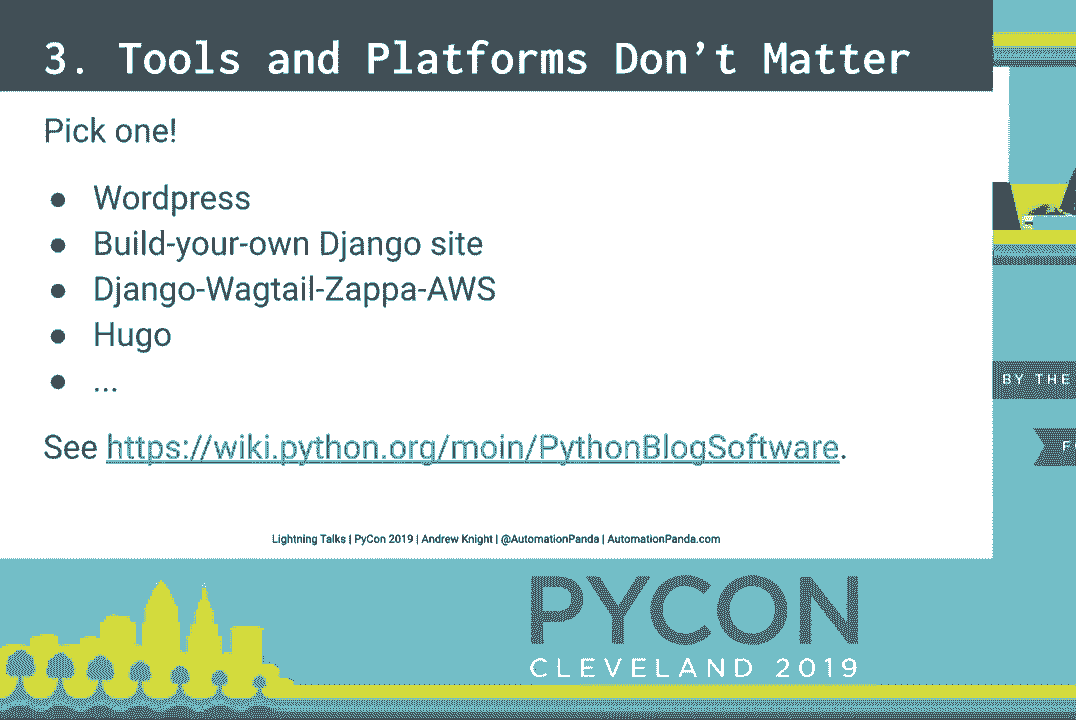 3. Tools and Platforms Don't Matter
Pick one!
● Wordpress
● Build-your-own Django site
● Django-Wagtail-Zappa-AWS
● Hugo
● ...
See https://wiki.python.org/moin/PythonBlogSoftware.
Lightning Talks | PyCon 2019 | Andrew Knight | @AutomationPanda | AutomationPanda.com
BY THE
F
PYCON
CLEVELAND 2019